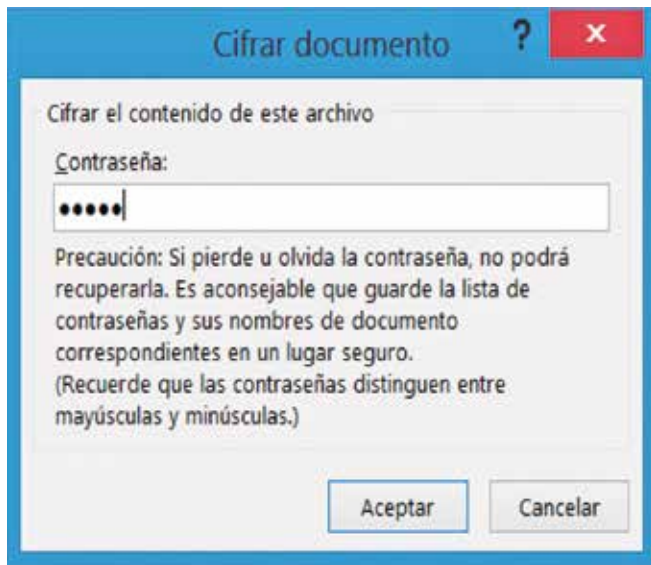 Cifrar documento ?
Cifrar el contenido de este archivo
Contraseña:
•••••
Precaución: Si pierde u olvida la contraseña, no podrá
recuperarla. Es aconsejable que guarde la lista de
contraseñas y sus nombres de documento
correspondientes en un lugar seguro.
(Recuerde que las contraseñas distinguen entre
mayúsculas y minúsculas.)
Aceptar Cancelar